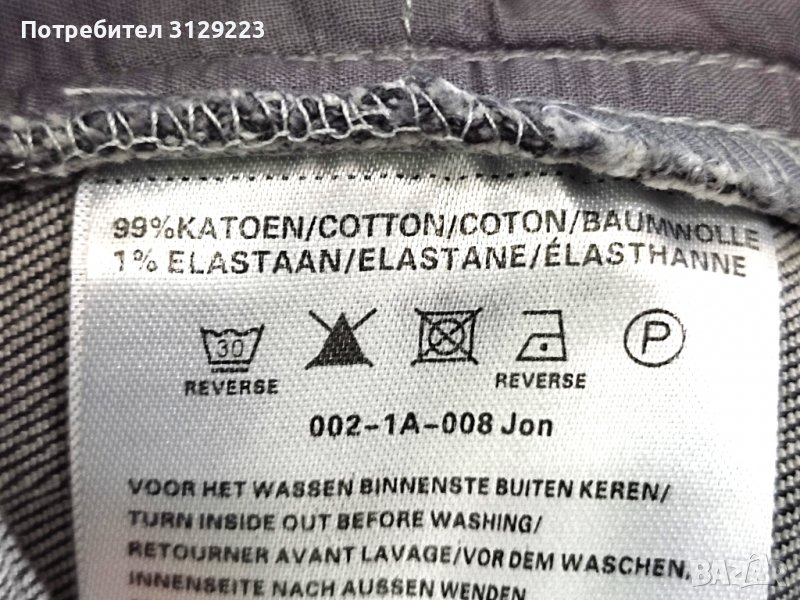 Потребител 3129223
99%KATOEN/COTTON/COTON/BAUMWOLLE
1% ELASTAAN/ELASTANE/ÉLASTHANNE
30 P
REVERSE REVERSE
002-1A-008 Jon
VOOR HET WASSEN BINNENSTE BUITEN KEREN/
TURN INSIDE OUT BEFORE WASHING/
RETOURNER AVANT LAVAGE/VOR DEM WASCHEN,
INNENSEITE NACH AUSSEN WENDEN
BAZAR